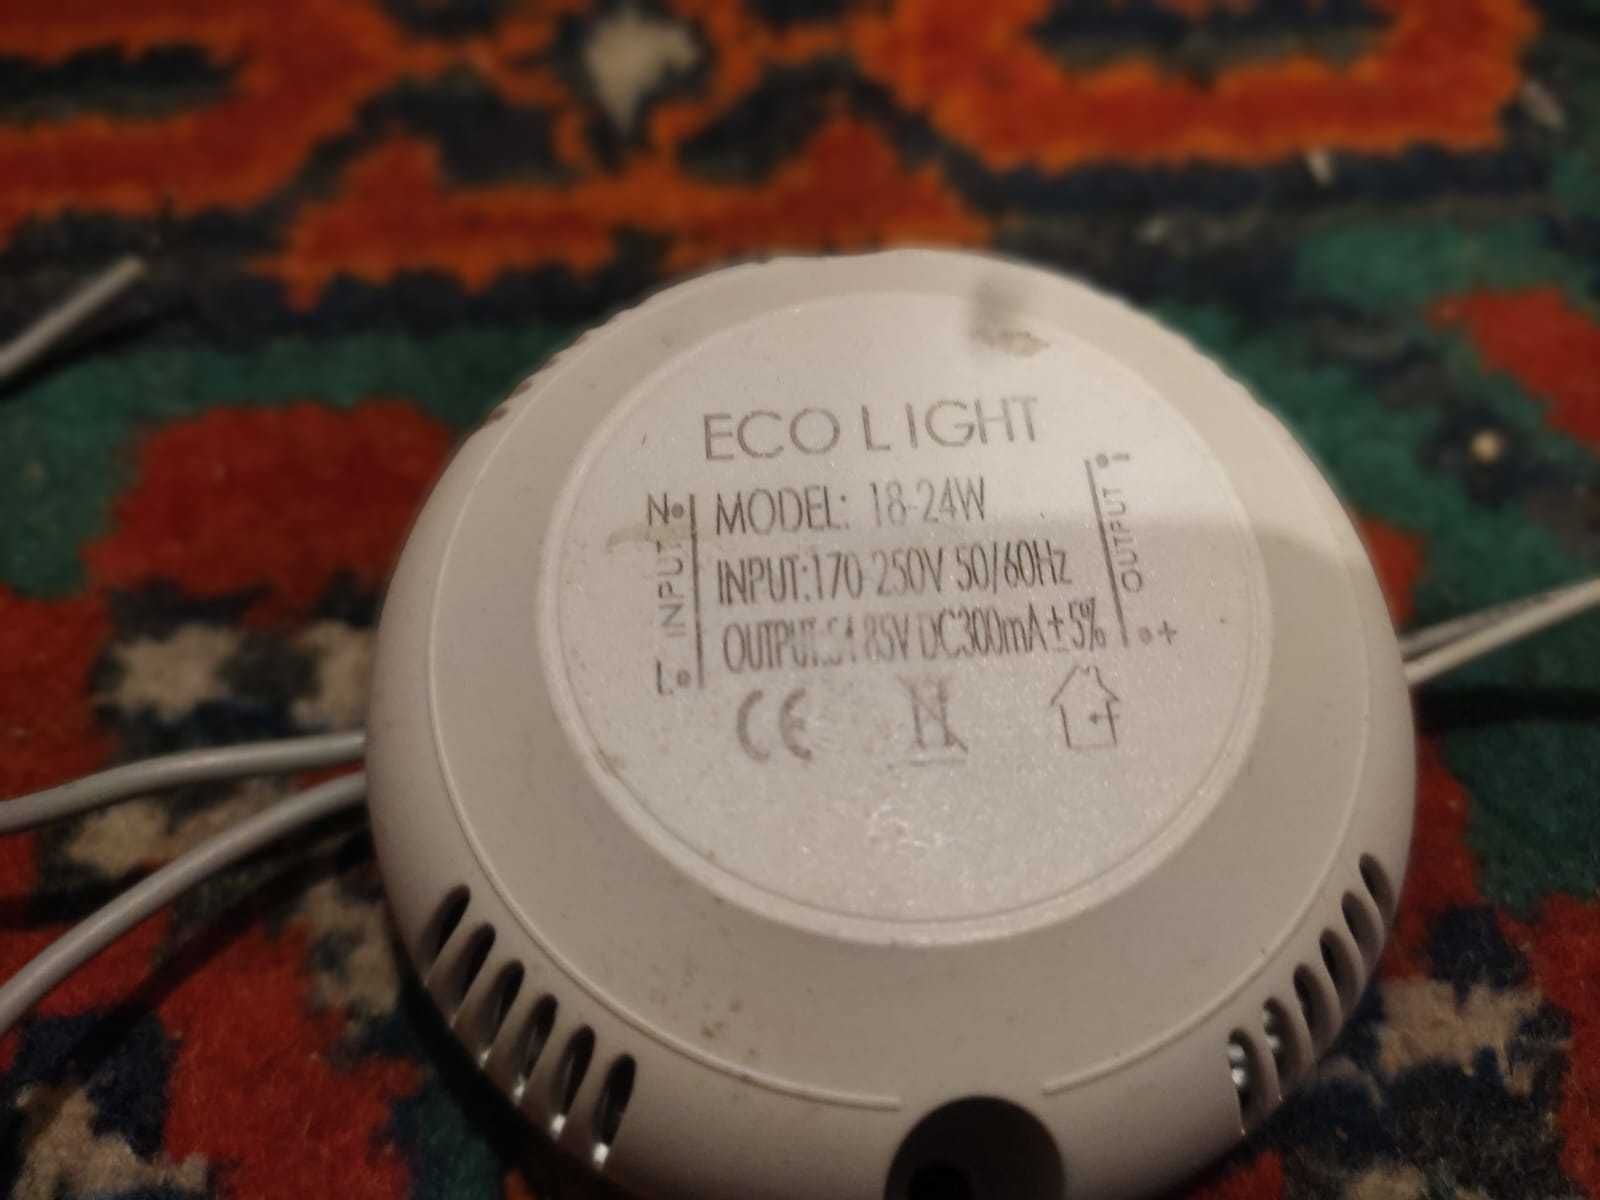 ECO LIGHT
N
INPUT
L
MODEL: 18-24W
INPUT:170-250V 50/60Hz
OUTPUT:54 85V DC300mA±5%
OUTPUT
-
+
CE